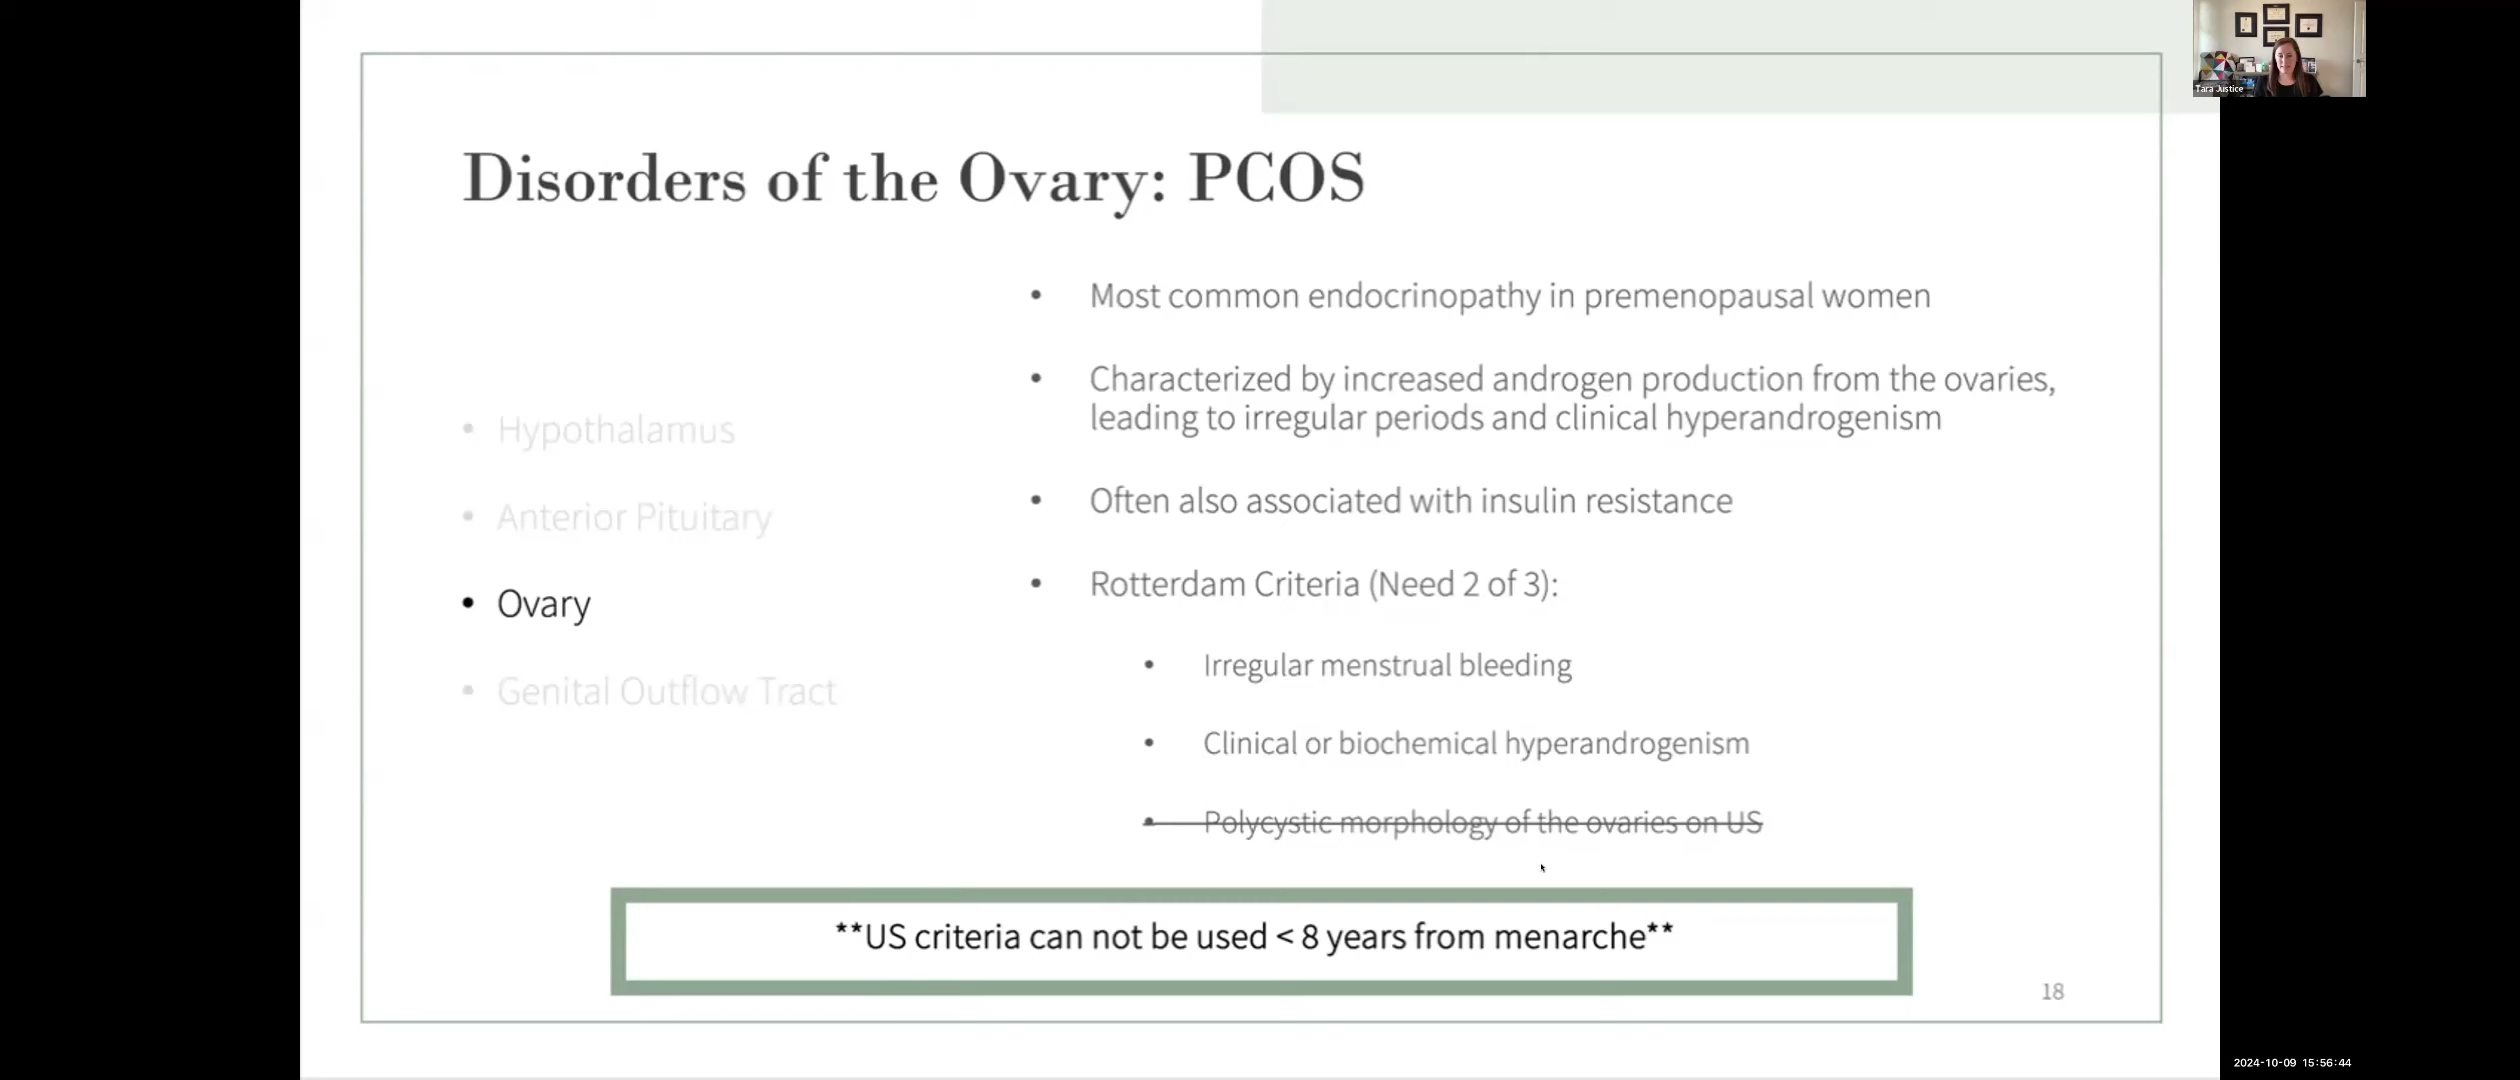 Tara Justice
Disorders of the Ovary: PCOS
• Hypothalamus
• Anterior Pituitary
• Ovary
• Genital Outflow Tract
• Most common endocrinopathy in premenopausal women
• Characterized by increased androgen production from the ovaries,
leading to irregular periods and clinical hyperandrogenism
• Often also associated with insulin resistance
• Rotterdam Criteria (Need 2 of 3):
• Irregular menstrual bleeding
• Clinical or biochemical hyperandrogenism
• Polycystic morphology of the ovaries on US
**US criteria can not be used < 8 years from menarche**
18
2024-10-09 15:56:44